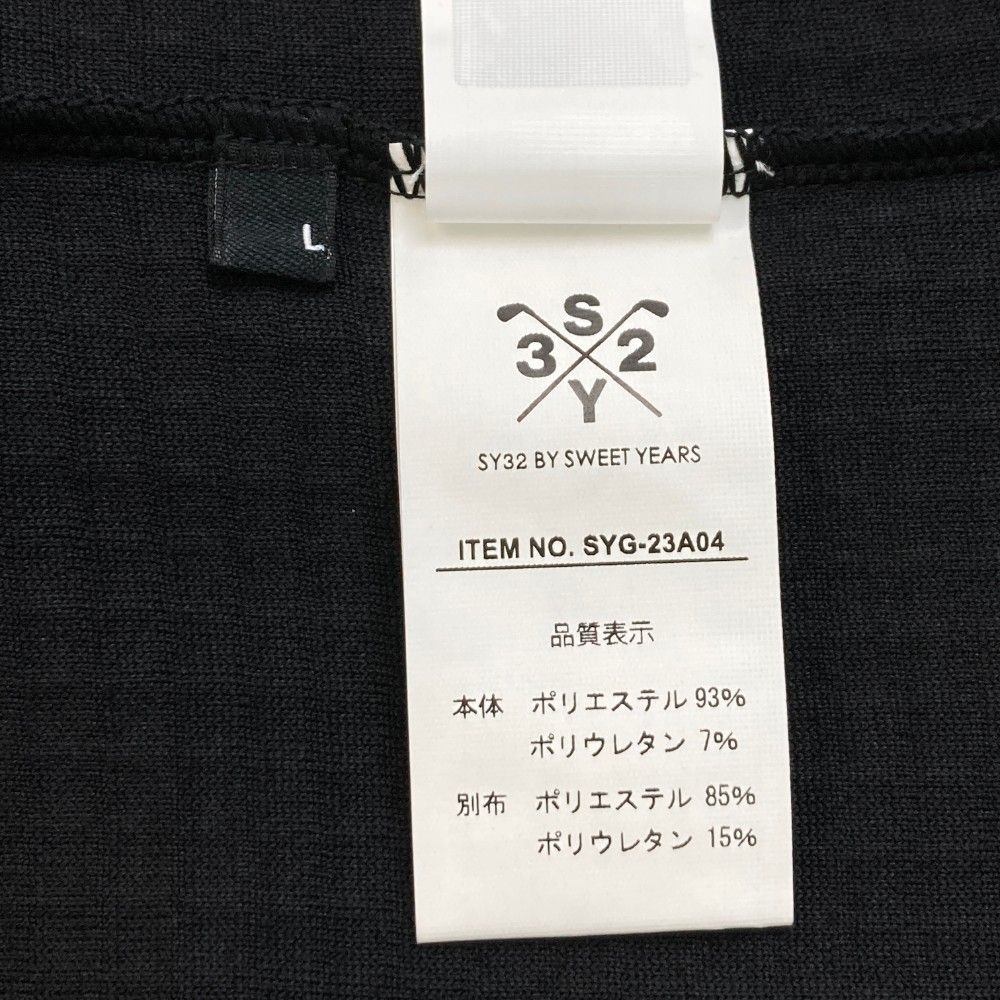 L
S
3 2
Y
SY32 BY SWEET YEARS
ITEM NO. SYG-23A04
品質表示
本体 ポリエステル 93%
ポリウレタン 7%
別布 ポリエステル 85%
ポリウレタン 15%